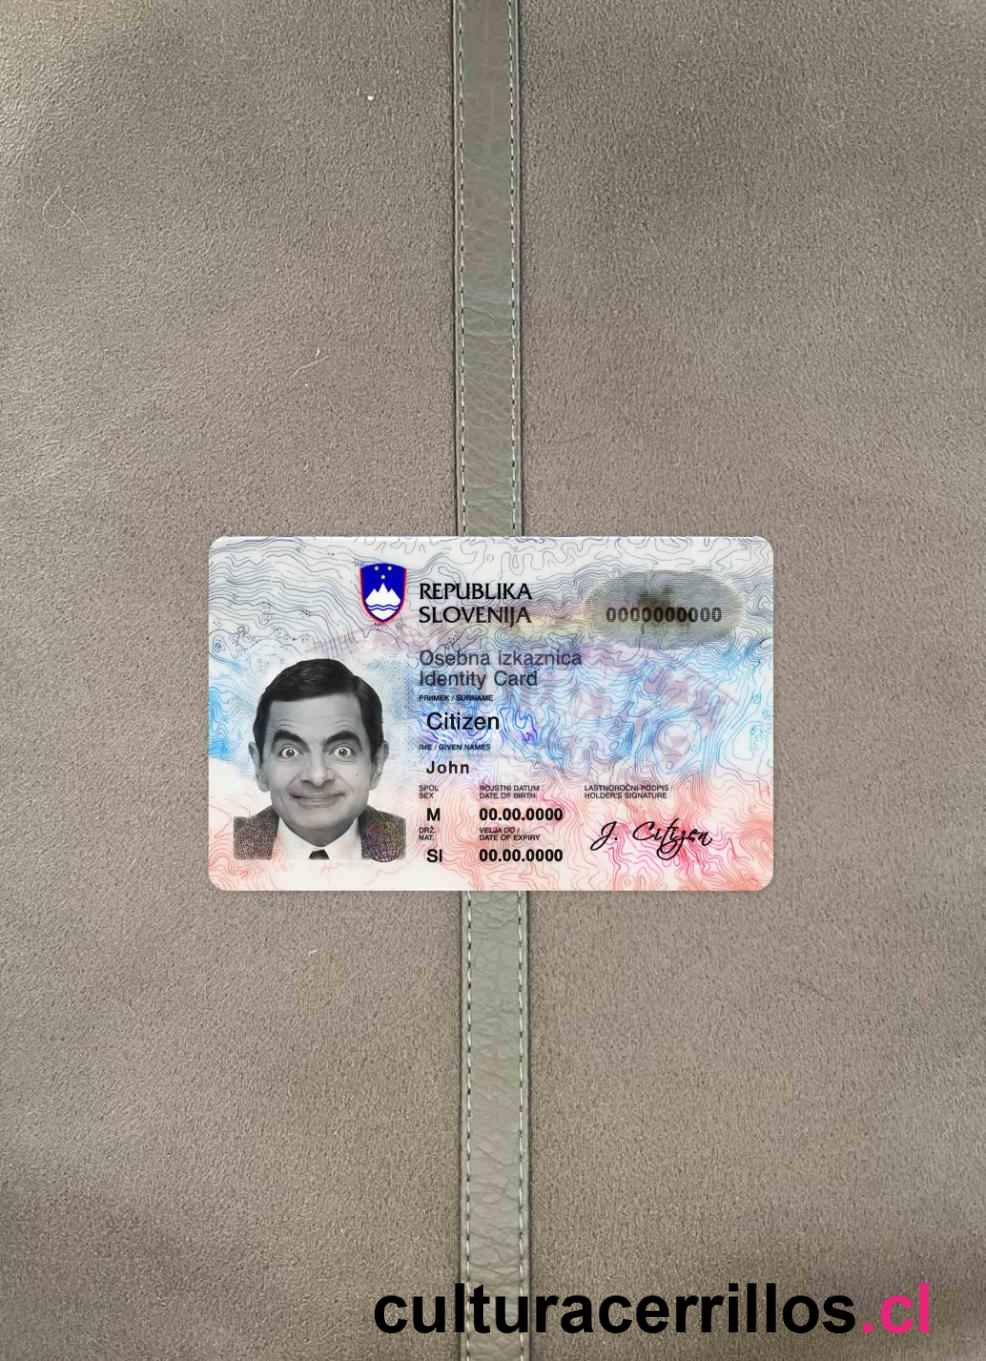 REPUBLIKA
SLOVENIJA
0000000000
Osebna izkaznica
Identity Card
PRIIMEK / SURNAME
Citizen
IME / GIVEN NAMES
John
SPOL
SEX
ROJSTNI DATUM
DATE OF BIRTH
LASTNOROČNI PODPIS /
HOLDER'S SIGNATURE
M
00.00.0000
J. Citizen
DRŽ.
NAT.
VELJA DO /
DATE OF EXPIRY
SI
00.00.0000
culturacerrillos.cl